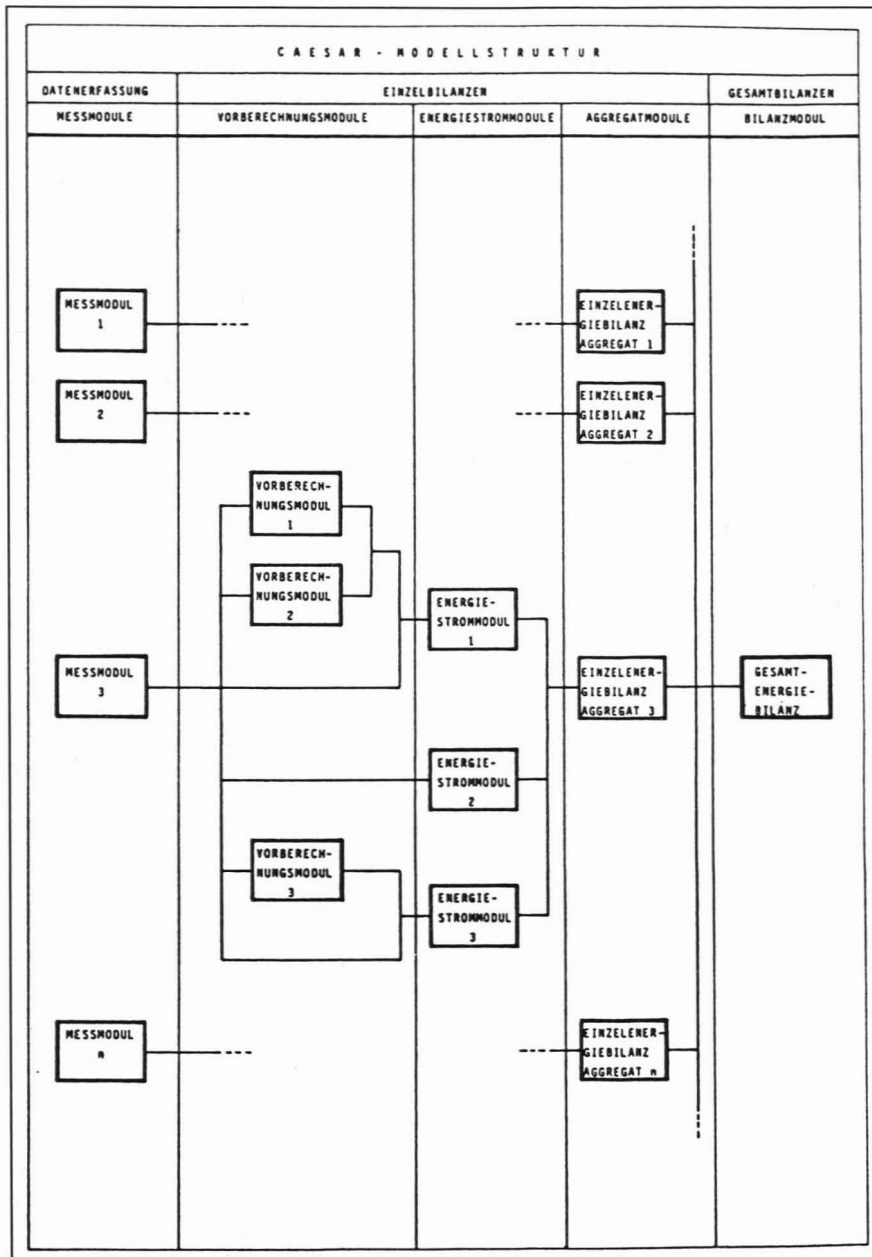 CAESAR - MODELLSTRUKTUR
DATENERFASSUNG
EINZELBILANZEN
GESAMTBILANZEN
MESSMODULE
VORBERECHNUNGSMODULE
ENERGIESTROMMODULE
AGGREGATMODULE
BILANZMODUL
MESSMODUL
1
EINZELENER-
GIEBILANZ
AGGREGAT 1
MESSMODUL
2
EINZELENER-
GIEBILANZ
AGGREGAT 2
VORBERECH-
NUNGSMODUL
1
VORBERECH-
NUNGSMODUL
2
ENERGIE-
STROMMODUL
1
MESSMODUL
3
EINZELENER-
GIEBILANZ
AGGREGAT 3
GESAMT-
ENERGIE-
BILANZ
ENERGIE-
STROMMODUL
2
VORBERECH-
NUNGSMODUL
3
ENERGIE-
STROMMODUL
3
MESSMODUL
n
EINZELENER-
GIEBILANZ
AGGREGAT n